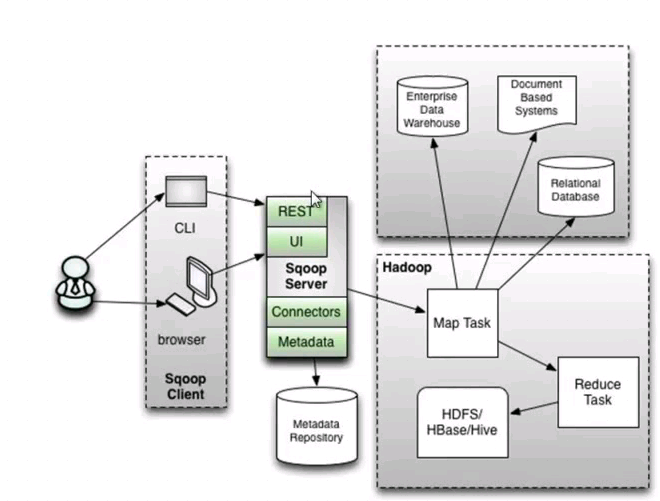 CLI
browser
Sqoop
Client
REST
UI
Sqoop
Server
Connectors
Metadata
Metadata
Repository
Enterprise
Data
Warehouse
Document
Based
Systems
Relational
Database
Hadoop
Map Task
Reduce
Task
HDFS/
HBase/Hive